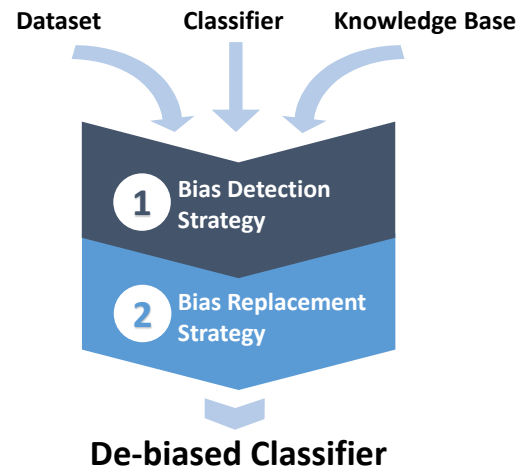 Dataset Classifier Knowledge Base
1 Bias Detection
Strategy
2 Bias Replacement
Strategy
De-biased Classifier